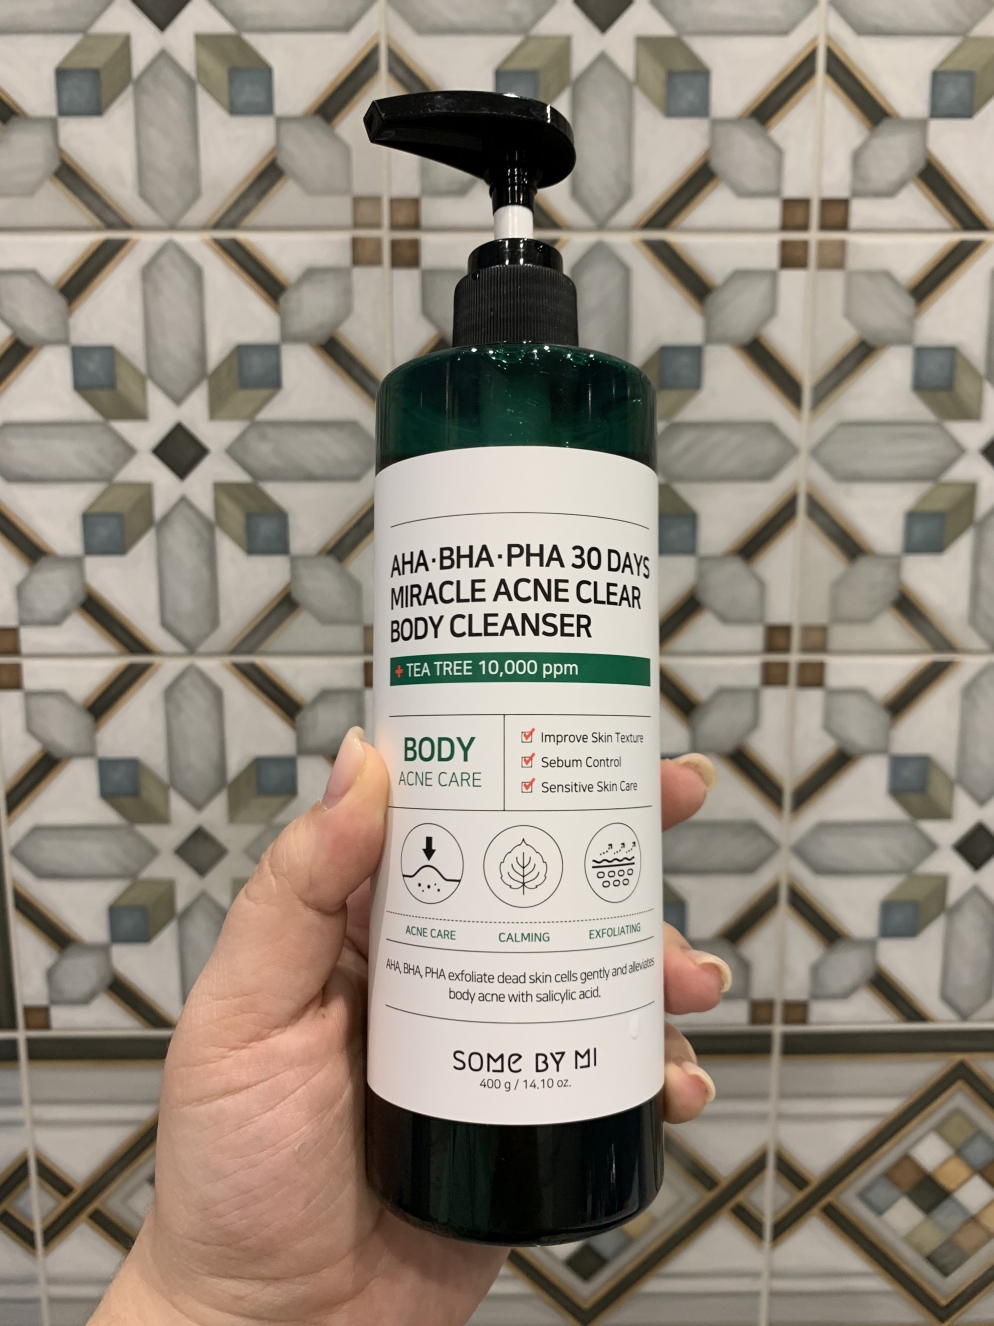 AHA·BHA·PHA 30 DAYS
MIRACLE ACNE CLEAR
BODY CLEANSER
+ TEA TREE 10,000 ppm
BODY
ACNE CARE
Improve Skin Texture
Sebum Control
Sensitive Skin Care
ACNE CARE
CALMING
EXFOLIATING
AHA, BHA, PHA exfoliate dead skin cells gently and alleviates
body acne with salicylic acid.
SOME BY MI
400 g / 14.10 oz.